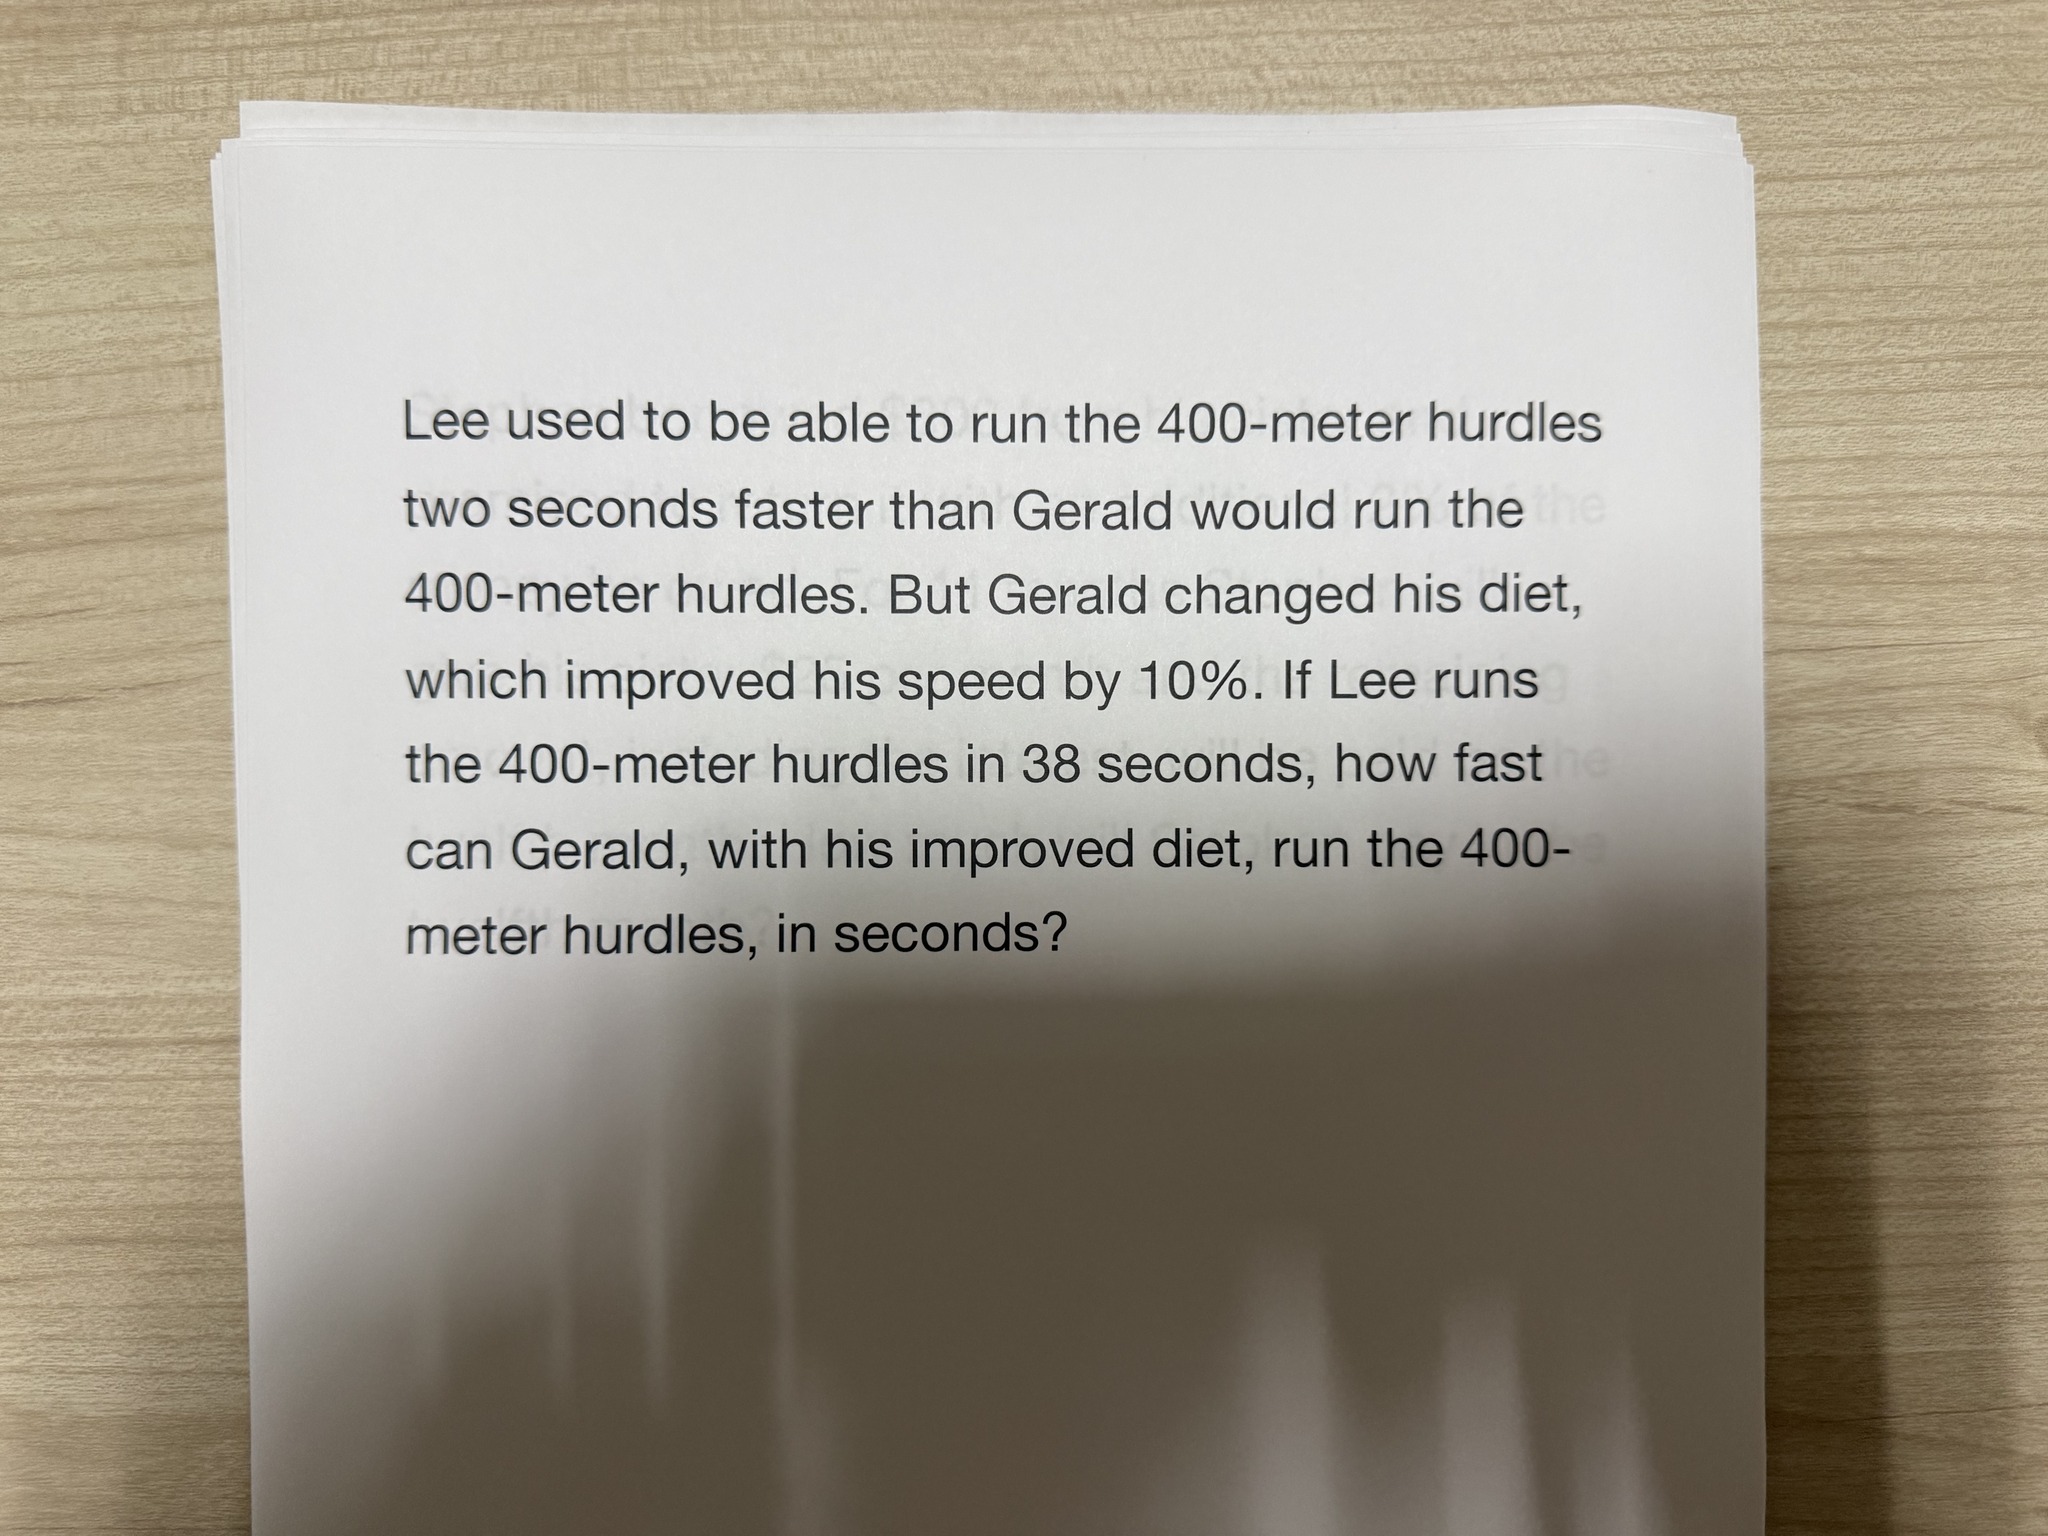 Lee used to be able to run the 400-meter hurdles
two seconds faster than Gerald would run the
400-meter hurdles. But Gerald changed his diet,
which improved his speed by 10%. If Lee runs
the 400-meter hurdles in 38 seconds, how fast
can Gerald, with his improved diet, run the 400-
meter hurdles, in seconds?